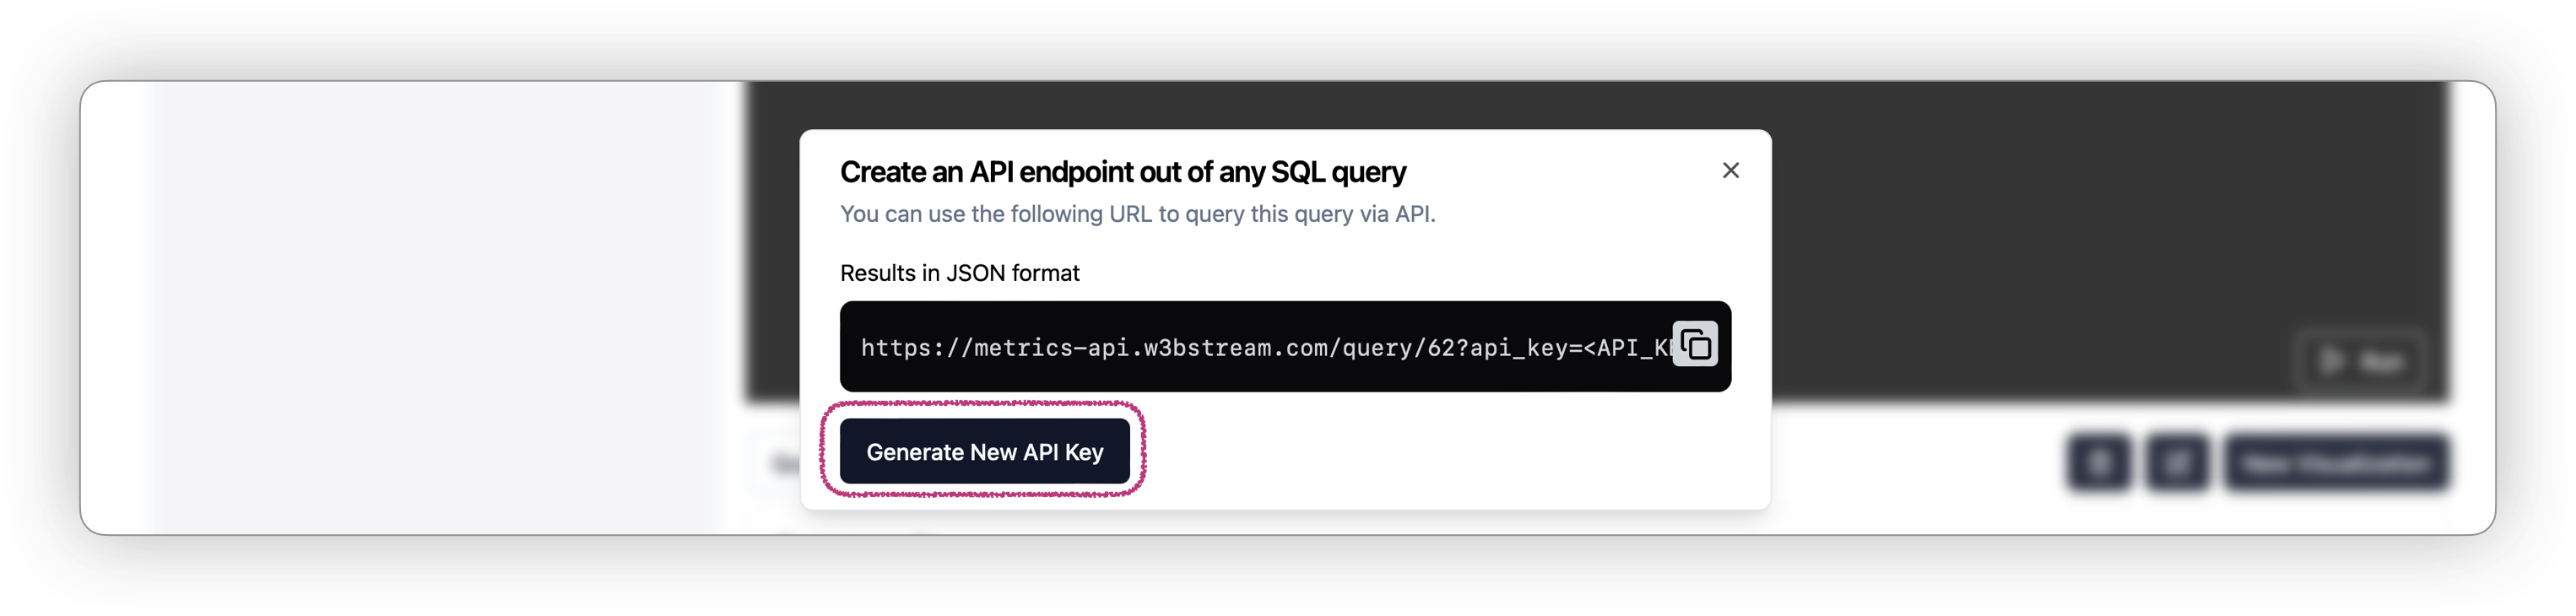 Create an API endpoint out of any SQL query
You can use the following URL to query this query via API.
Results in JSON format
https://metrics-api.w3bstream.com/query/62?api_key=<API_K
Generate New API Key
New Visualization